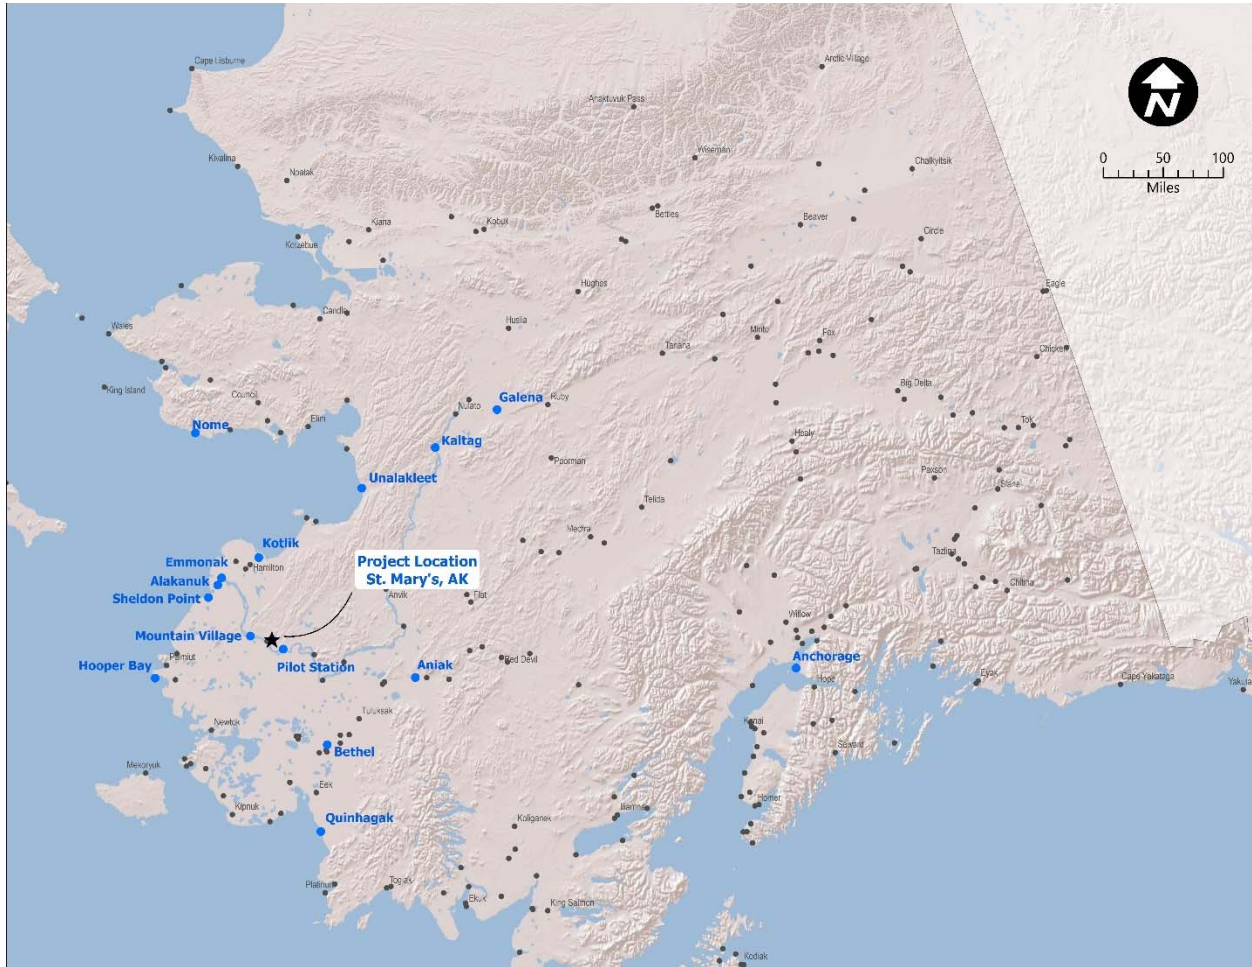 Cape Lisburne
Arctic Village
Anaktuvuk Pass
N
Wiseman
0 50 100
Miles
Kivalina
Noatak
Chalkyitsik
Kiana
Kobuk
Bettles
Beaver
Circle
Kotzebue
Hughes
Eagle
Candle
Huslia
Wales
Minto
Fox
Tanana
Chicken
King Island
Council
Big Delta
Galena
Ruby
Nulato
Elim
Nome
Tok
Healy
Kaltag
Poorman
Paxson
Unalakleet
Slana
Telida
Medfra
Kotlik
Tazlina
Emmonak
Hamilton
Project Location
St. Mary's, AK
Alakanuk
Chitina
Sheldon Point
Anvik
Flat
Willow
Mountain Village
Hooper Bay
Pilot Station
Aniak
Red Devil
Anchorage
Hope
Eyak
Cape Yakataga
Yakuta
Newtok
Tuluksak
Kenai
Bethel
Seward
Mekoryuk
Eek
Kipnuk
Homer
Iliamna
Quinhagak
Koliganek
Platinum
Togiak
Ekuk
King Salmon
Kodiak